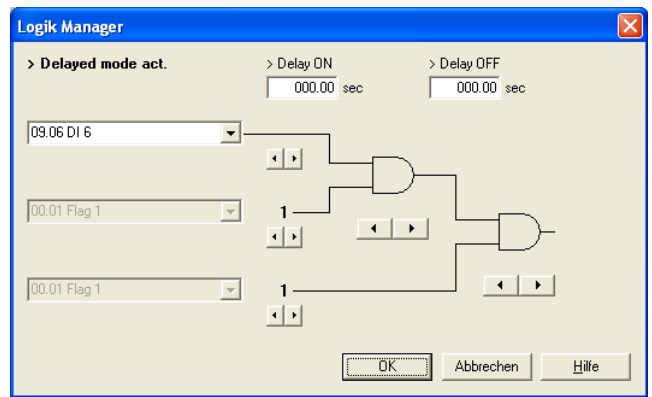 Logik Manager
> Delayed mode act.
> Delay ON
> Delay OFF
000.00 sec
000.00 sec
09.06 DI 6
00.01 Flag 1
1
00.01 Flag 1
1
OK
Abbrechen
Hilfe